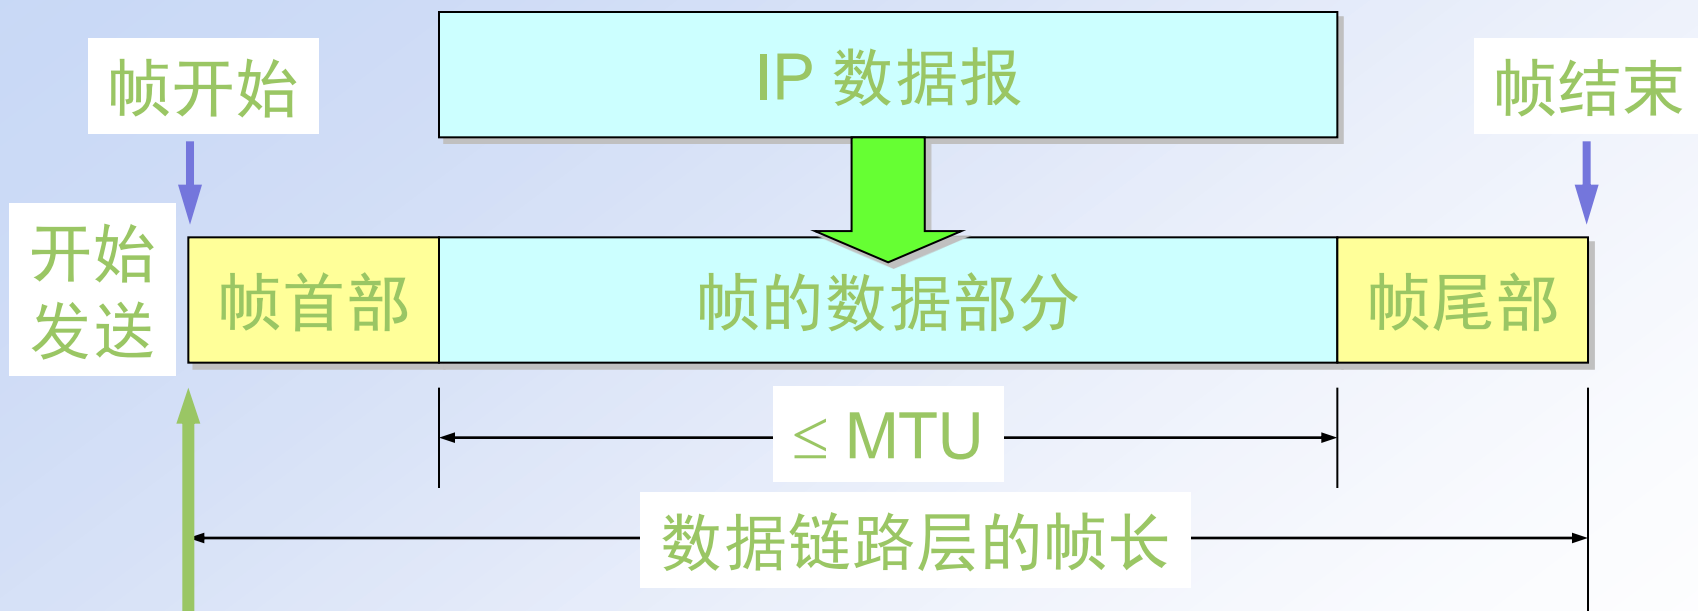 IP 数据报
帧开始
帧结束
开始
发送
帧首部
帧的数据部分
帧尾部
≤ MTU
数据链路层的帧长